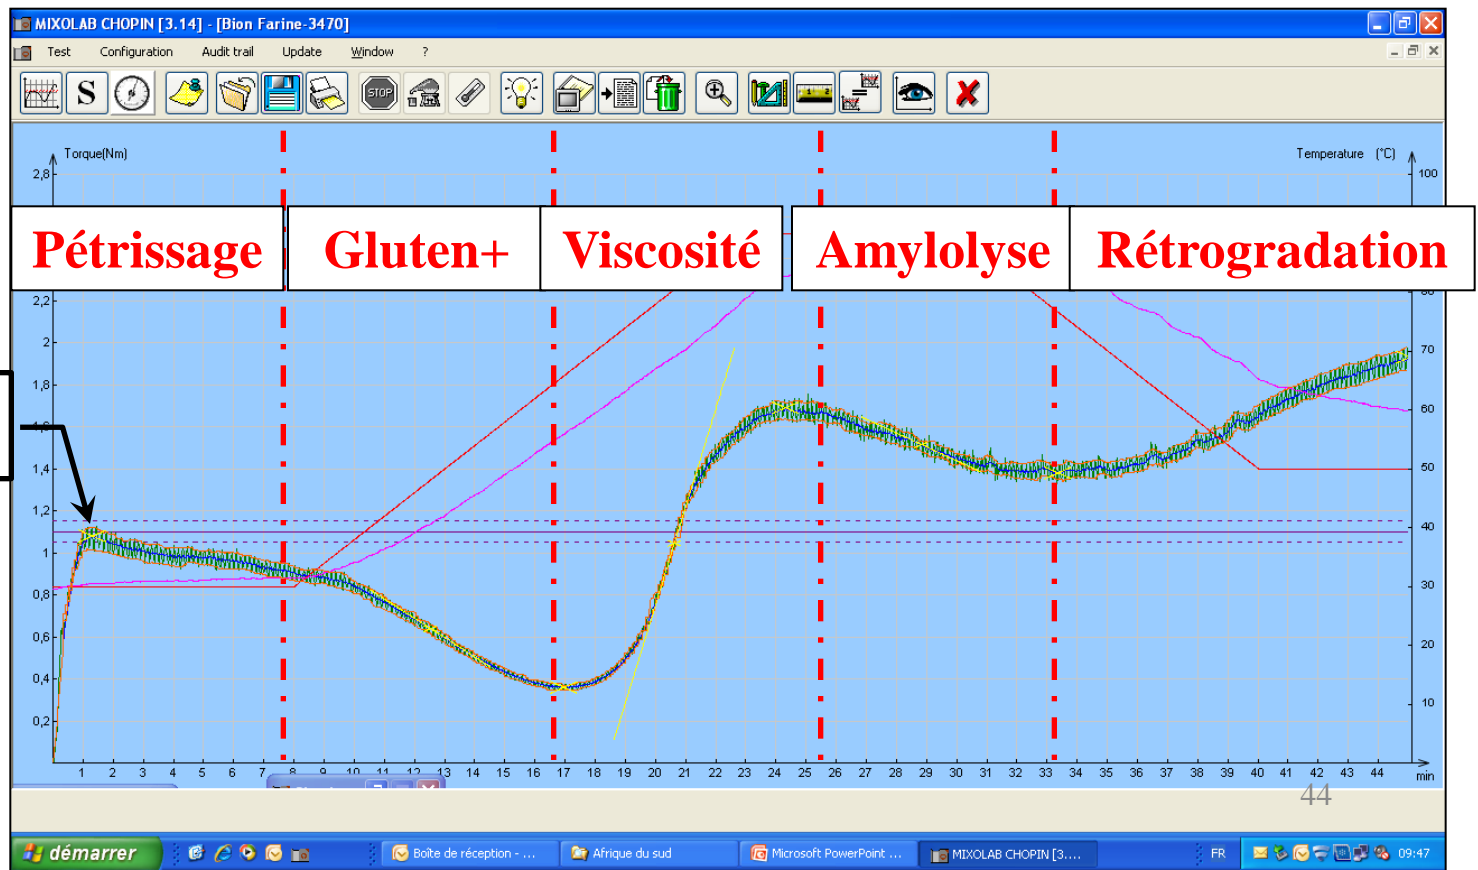 MIXOLAB CHOPIN [3.14] - [Bion Farine-3470]
Test Configuration Audit trail Update Window ?
S STOP 1 2
Torque(Nm) Temperature (°C)
2,8 100
Pétrissage Gluten+ Viscosité Amylolyse Rétrogradation
2,2
2 70
1,8
60
1,4 50
1,2
40
1
0,8 30
0,6 20
0,4 10
0,2
1 2 3 4 5 6 7 8 9 10 11 12 13 14 15 16 17 18 19 20 21 22 23 24 25 26 27 28 29 30 31 32 33 34 35 36 37 38 39 40 41 42 43 44 min
44
démarrer Boîte de réception - ... Afrique du sud Microsoft PowerPoint ... MIXOLAB CHOPIN [3.... FR 09:47